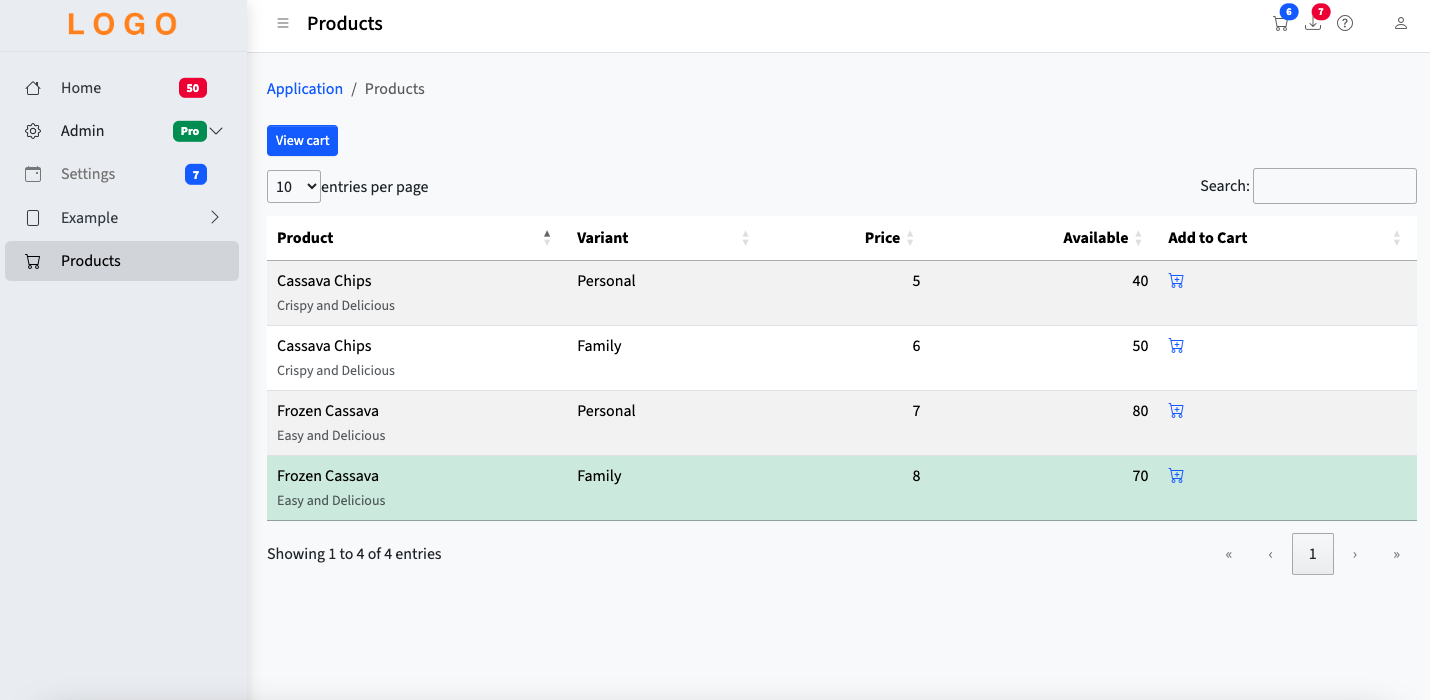 LOGO
Products
6
7
Home 50
Admin Pro
Settings 7
Example
Products
Application / Products
View cart
10 entries per page
Search:
Product Variant Price Available Add to Cart
Cassava Chips Personal 5 40
Crispy and Delicious
Cassava Chips Family 6 50
Crispy and Delicious
Frozen Cassava Personal 7 80
Easy and Delicious
Frozen Cassava Family 8 70
Easy and Delicious
Showing 1 to 4 of 4 entries
« ‹ 1 › »